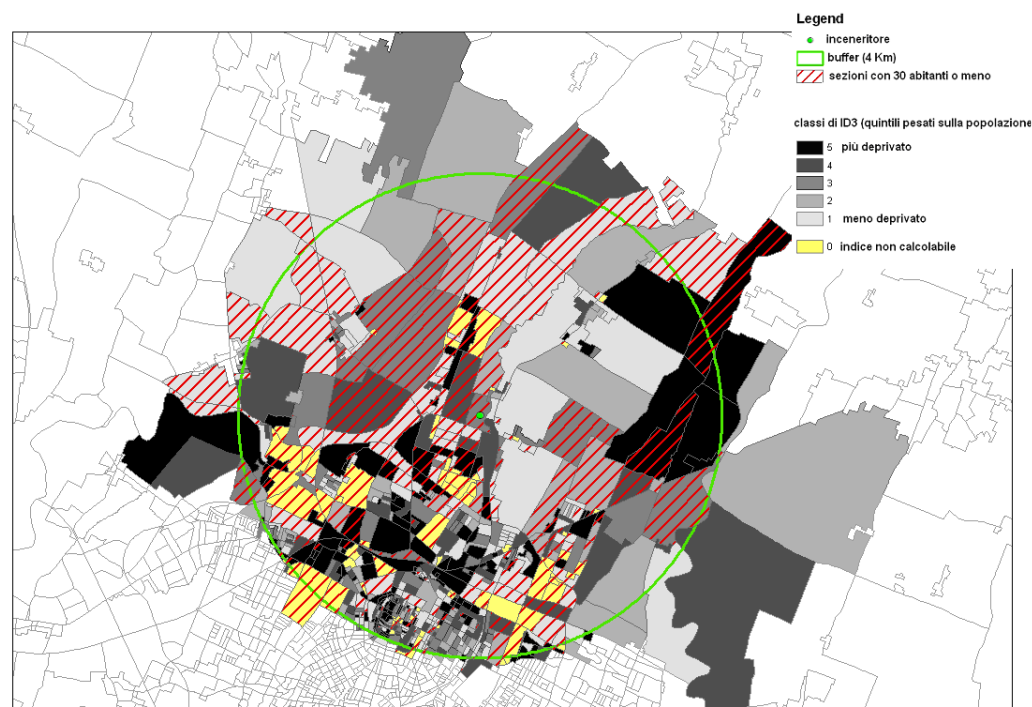 Legend
inceneritore
buffer (4 Km)
sezioni con 30 abitanti o meno
classi di ID3 (quintili pesati sulla popolazione
5 più deprivato
4
3
2
1 meno deprivato
0 indice non calcolabile